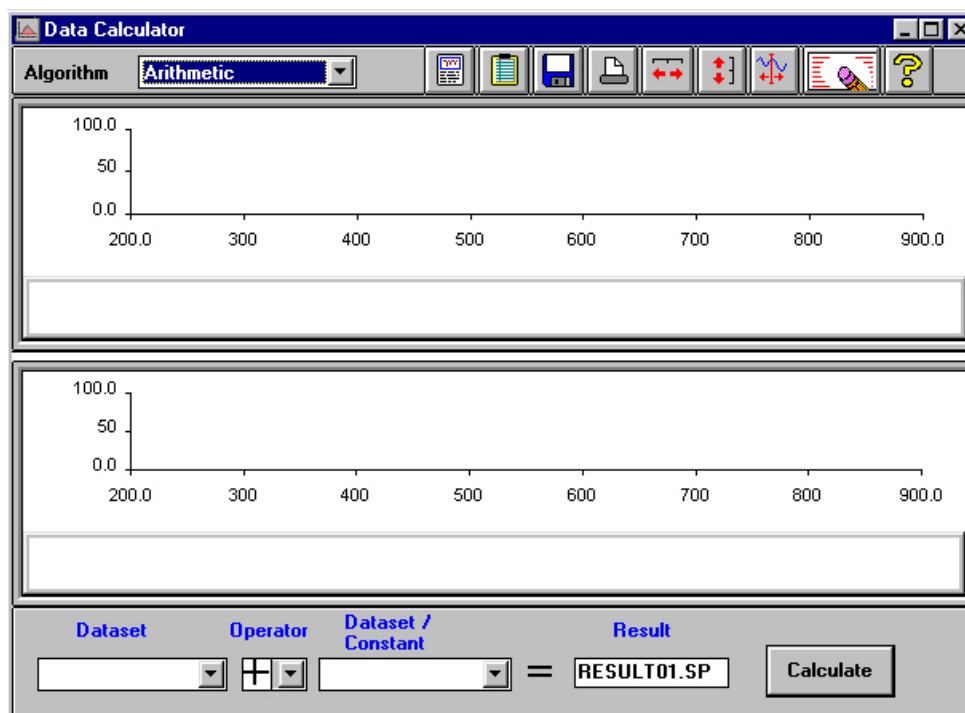 Data Calculator
Algorithm Arithmetic
100.0
50
0.0
200.0 300 400 500 600 700 800 900.0
100.0
50
0.0
200.0 300 400 500 600 700 800 900.0
Dataset Operator Dataset / Constant Result
+ = RESULT01.SP Calculate